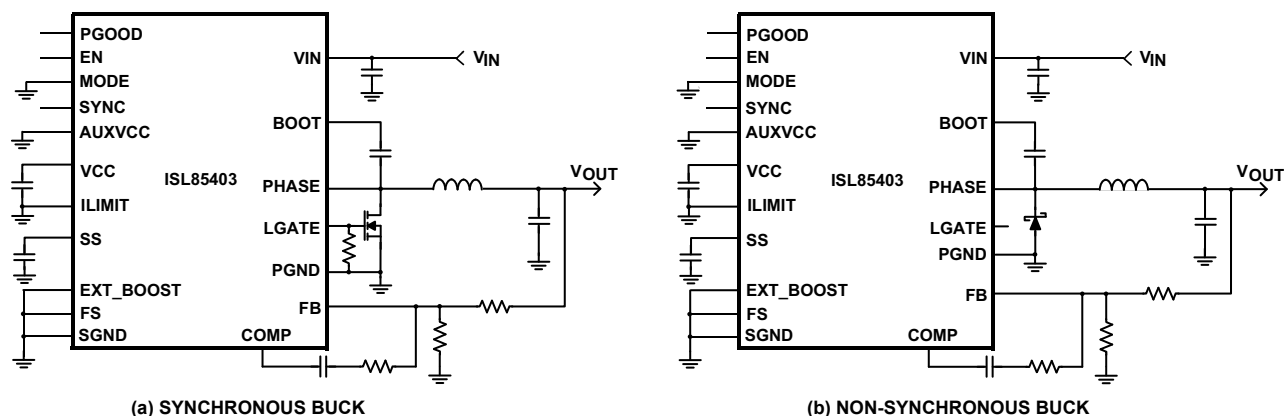 PGOOD
EN
MODE
SYNC
AUXVCC
VCC
ILIMIT
SS
EXT_BOOST
FS
SGND
ISL85403
VIN
BOOT
PHASE
LGATE
PGND
FB
COMP
VIN
VOUT
(a) SYNCHRONOUS BUCK
PGOOD
EN
MODE
SYNC
AUXVCC
VCC
ILIMIT
SS
EXT_BOOST
FS
SGND
ISL85403
VIN
BOOT
PHASE
LGATE
PGND
FB
COMP
VIN
VOUT
(b) NON-SYNCHRONOUS BUCK